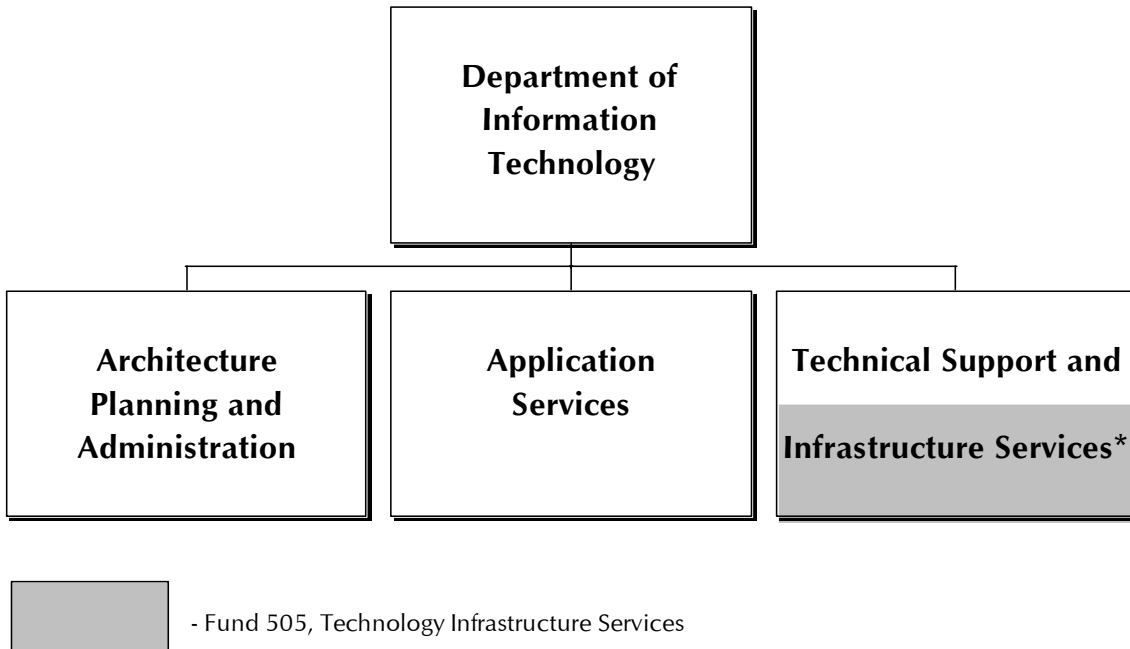 Department of
Information
Technology
Architecture
Planning and
Administration
Application
Services
Technical Support and
Infrastructure Services*
- Fund 505, Technology Infrastructure Services